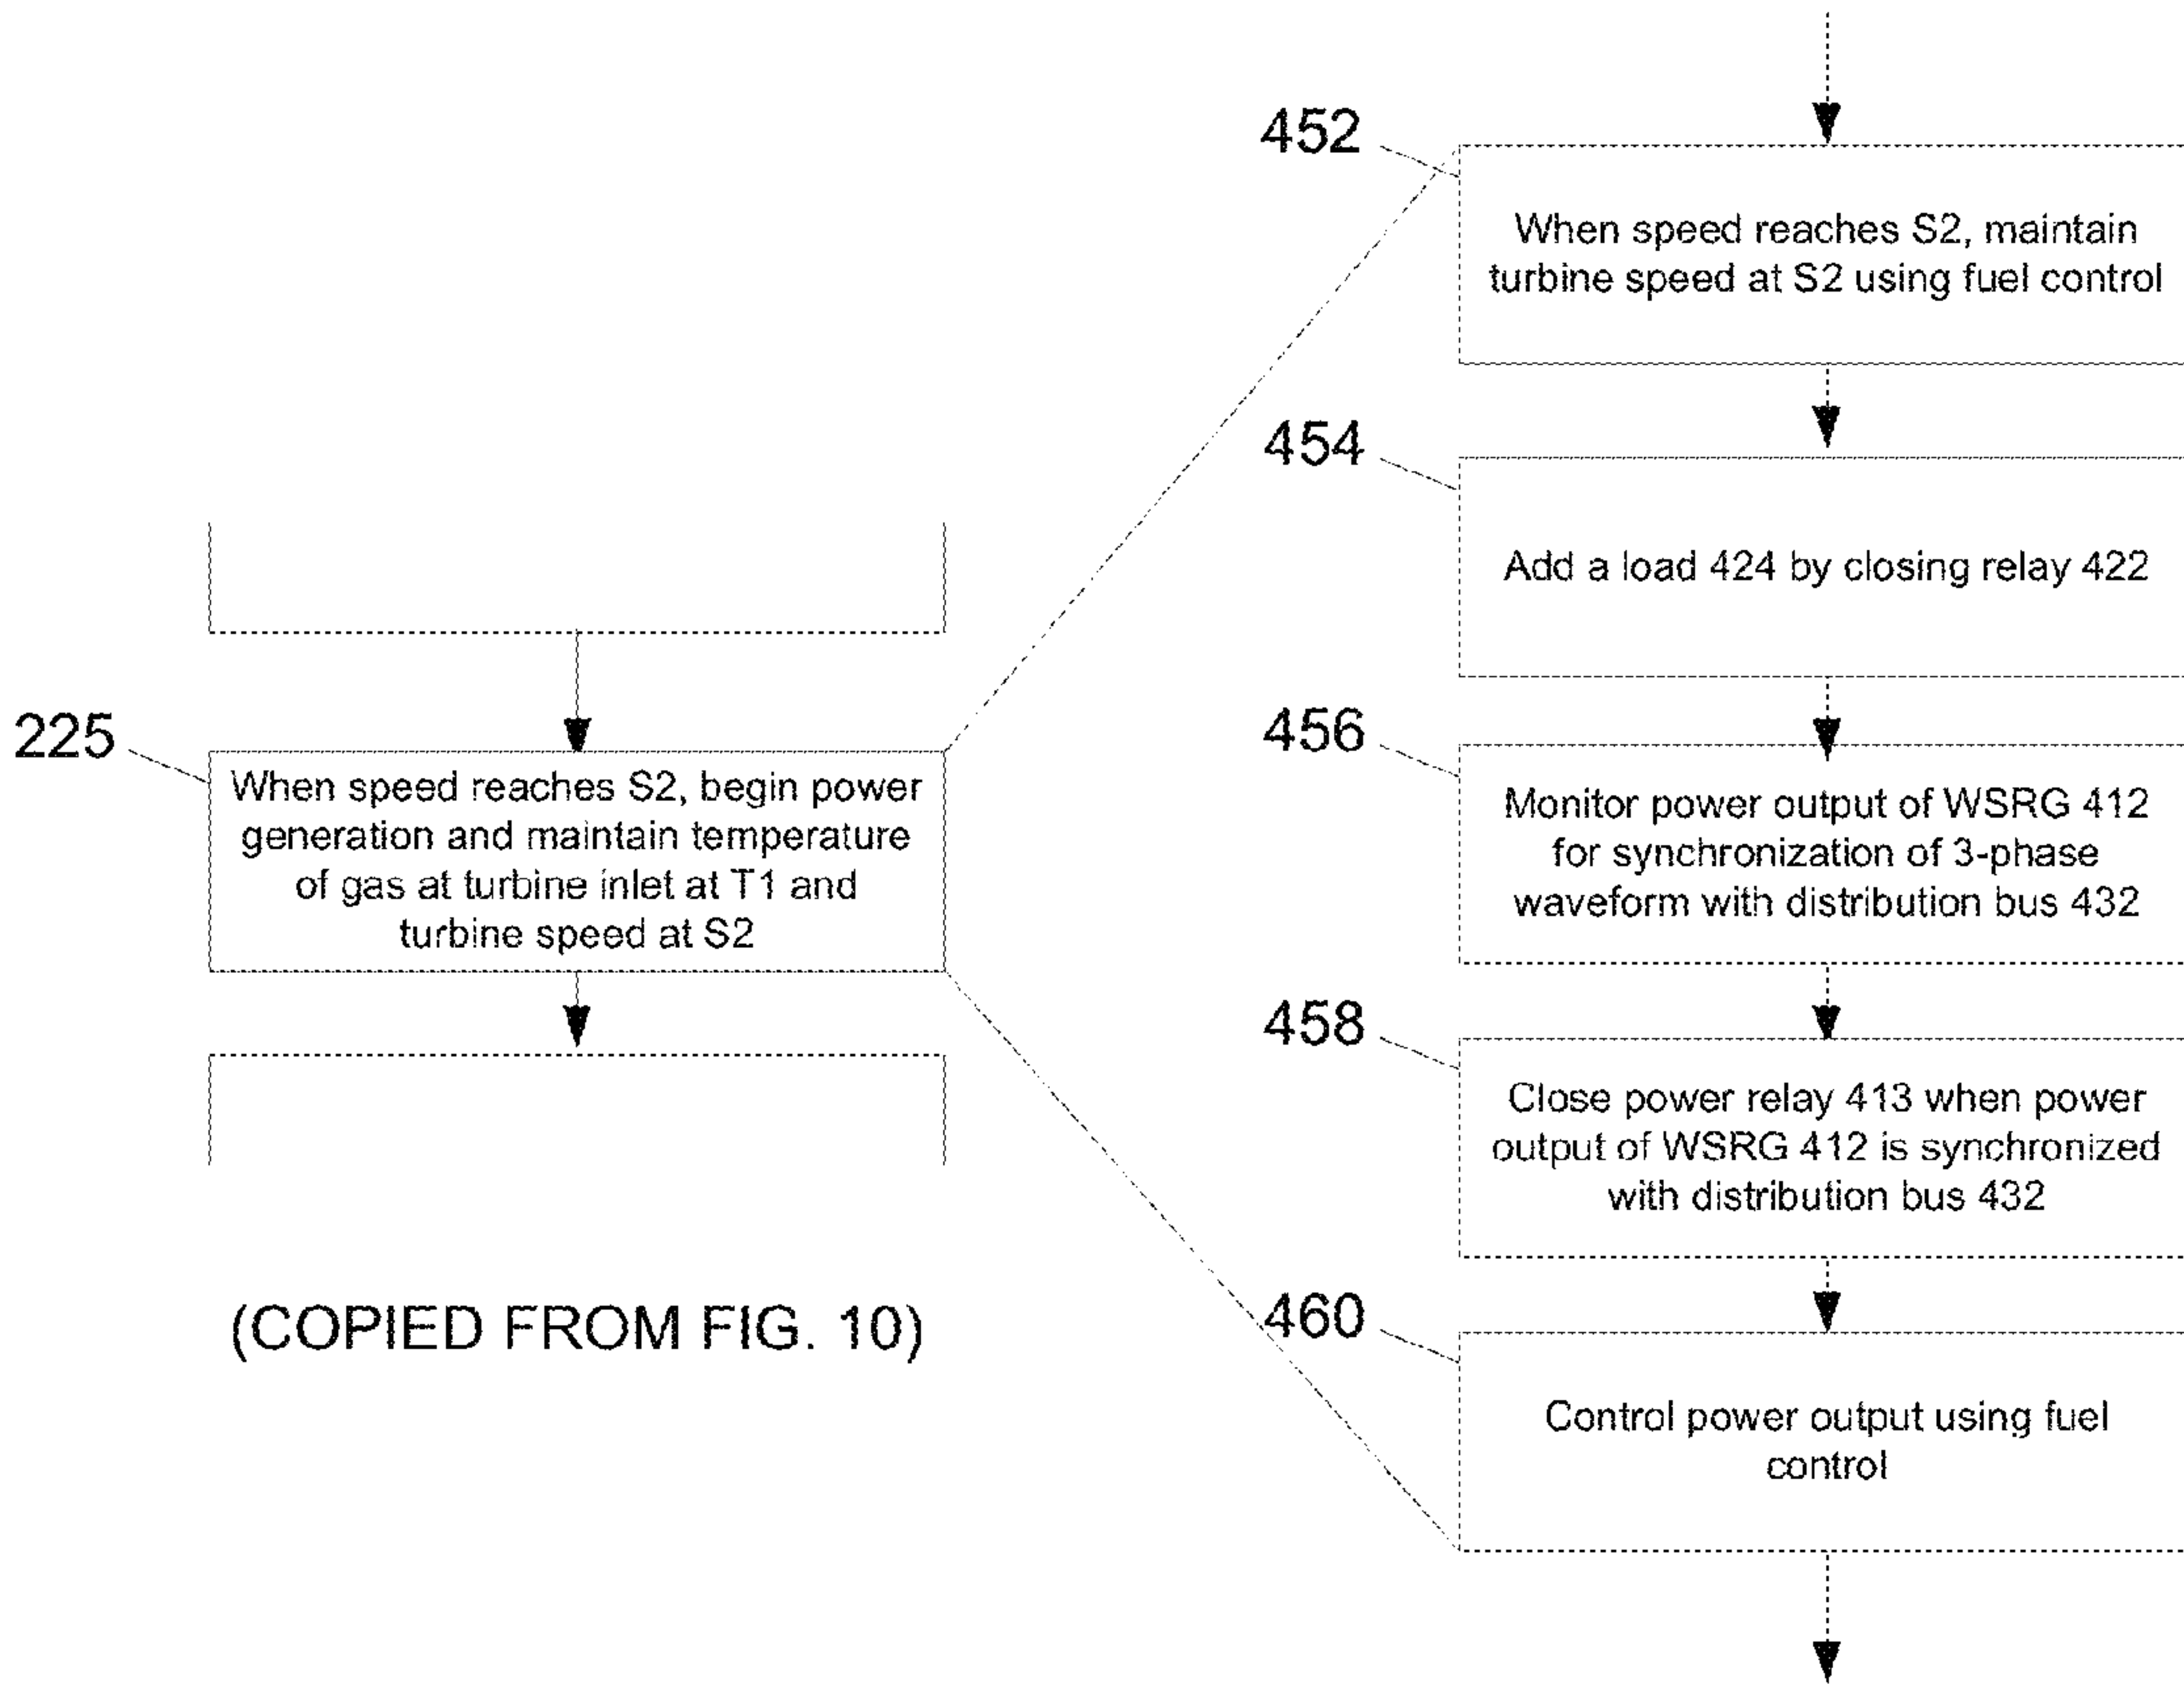 225
When speed reaches S2, begin power
generation and maintain temperature
of gas at turbine inlet at T1 and
turbine speed at S2
(COPIED FROM FIG. 10)
452
When speed reaches S2, maintain
turbine speed at S2 using fuel control
454
Add a load 424 by closing relay 422
456
Monitor power output of WSRG 412
for synchronization of 3-phase
waveform with distribution bus 432
458
Close power relay 413 when power
output of WSRG 412 is synchronized
with distribution bus 432
460
Control power output using fuel
control